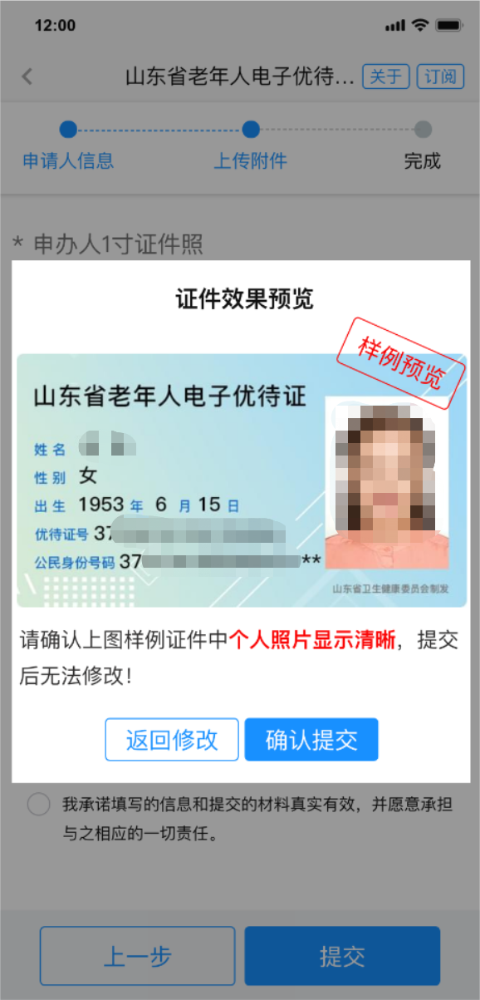 12:00
山东省老年人电子优待... 关于 订阅
申请人信息 上传附件 完成
* 申办人1寸证件照
证件效果预览
样例预览
山东省老年人电子优待证
姓名
性别 女
出生 1953 年 6 月 15 日
优待证号 37
公民身份号码 37 **
山东省卫生健康委员会制发
请确认上图样例证件中个人照片显示清晰，提交
后无法修改！
返回修改 确认提交
我承诺填写的信息和提交的材料真实有效，并愿意承担
与之相应的一切责任。
上一步 提交